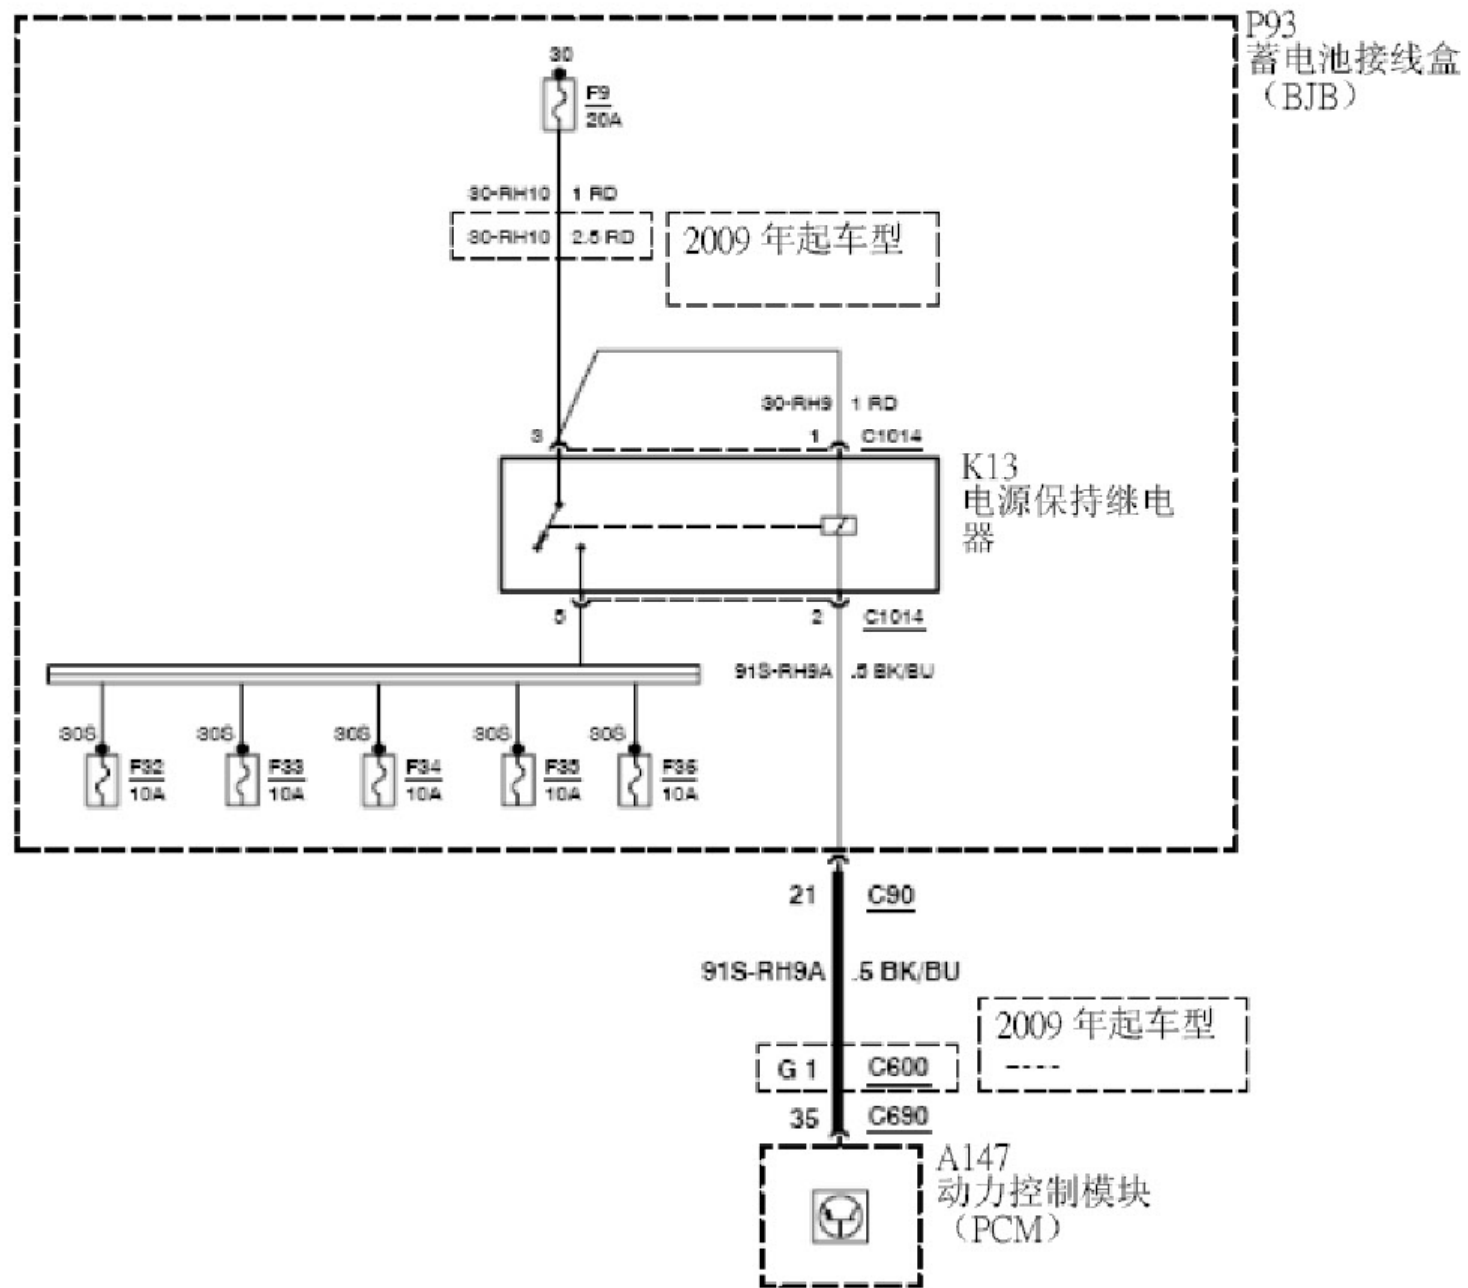 P93
蓄电池接线盒
（BJB）
30
F9
20A
30-RH10 1 RD
30-RH10 2.5 RD
2009 年起车型
30-RH9 1 RD
3 1 C1014
K13
电源保持继电
器
5 2 C1014
91S-RH9A .5 BK/BU
30S 30S 30S 30S 30S
F32 F33 F34 F35 F36
10A 10A 10A 10A 10A
21 C90
91S-RH9A .5 BK/BU
2009 年起车型
-----
G 1 C600
35 C690
A147
动力控制模块
（PCM）